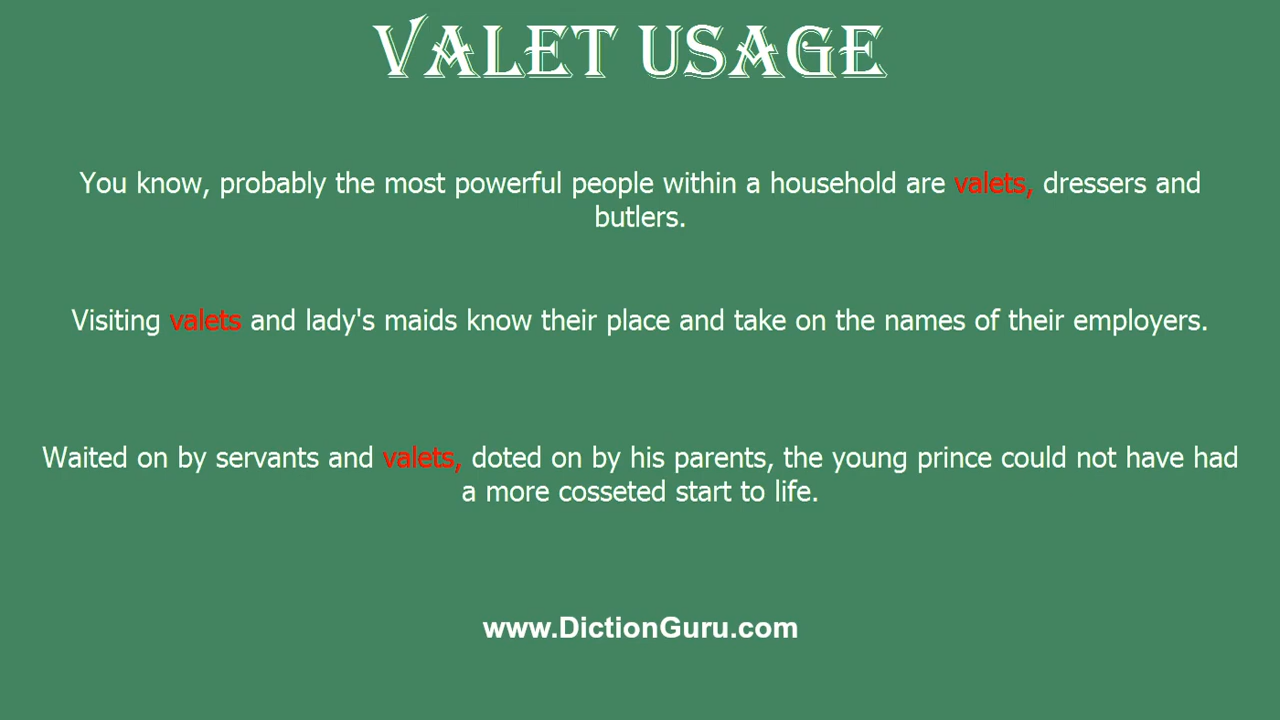 VALET USAGE
You know, probably the most powerful people within a household are valets, dressers and
butlers.
Visiting valets and lady's maids know their place and take on the names of their employers.
Waited on by servants and valets, doted on by his parents, the young prince could not have had
a more cosseted start to life.
www.DictionGuru.com